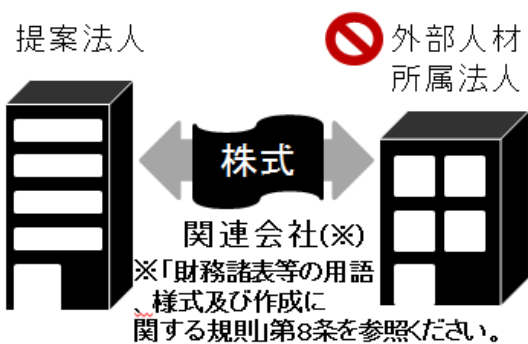 提案法人
外部人材
所属法人
株式
関連会社(※)
※「財務諸表等の用語
、様式及び作成に
関する規則」第8条を参照ください。